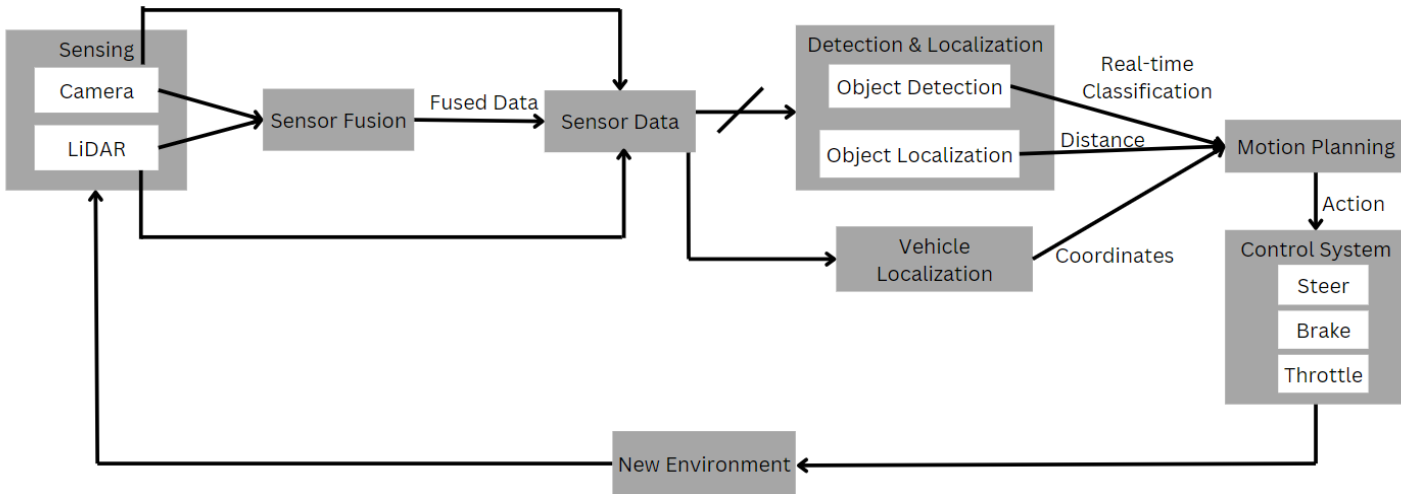 Sensing
Camera
LiDAR
Sensor Fusion
Fused Data
Sensor Data
Detection & Localization
Object Detection
Object Localization
Real-time
Classification
Distance
Vehicle
Localization
Coordinates
Motion Planning
Action
Control System
Steer
Brake
Throttle
New Environment